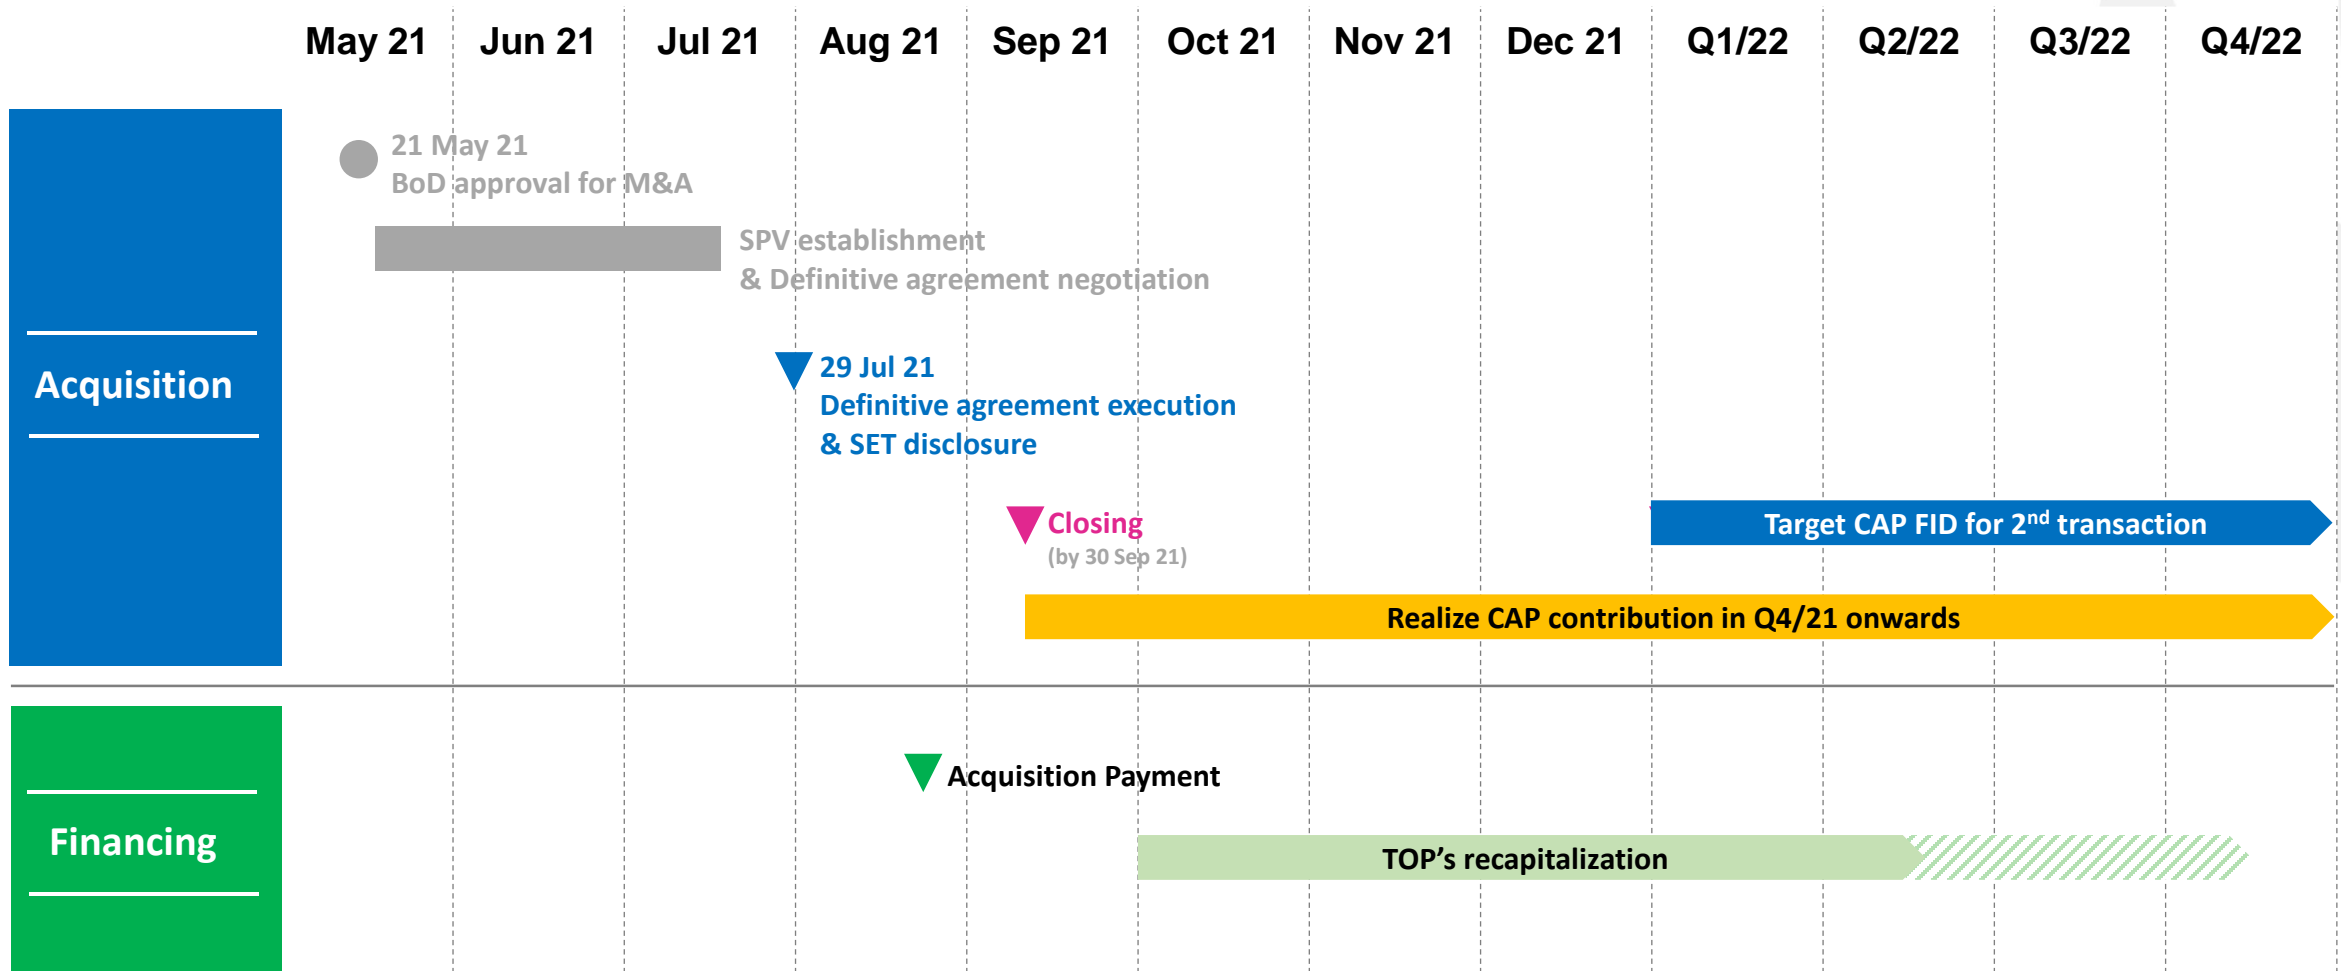 May 21
Jun 21
Jul 21
Aug 21
Sep 21
Oct 21
Nov 21
Dec 21
Q1/22
Q2/22
Q3/22
Q4/22
Acquisition
21 May 21
BoD approval for M&A
SPV establishment
& Definitive agreement negotiation
29 Jul 21
Definitive agreement execution
& SET disclosure
Closing
(by 30 Sep 21)
Target CAP FID for 2nd transaction
Realize CAP contribution in Q4/21 onwards
Financing
Acquisition Payment
TOP’s recapitalization